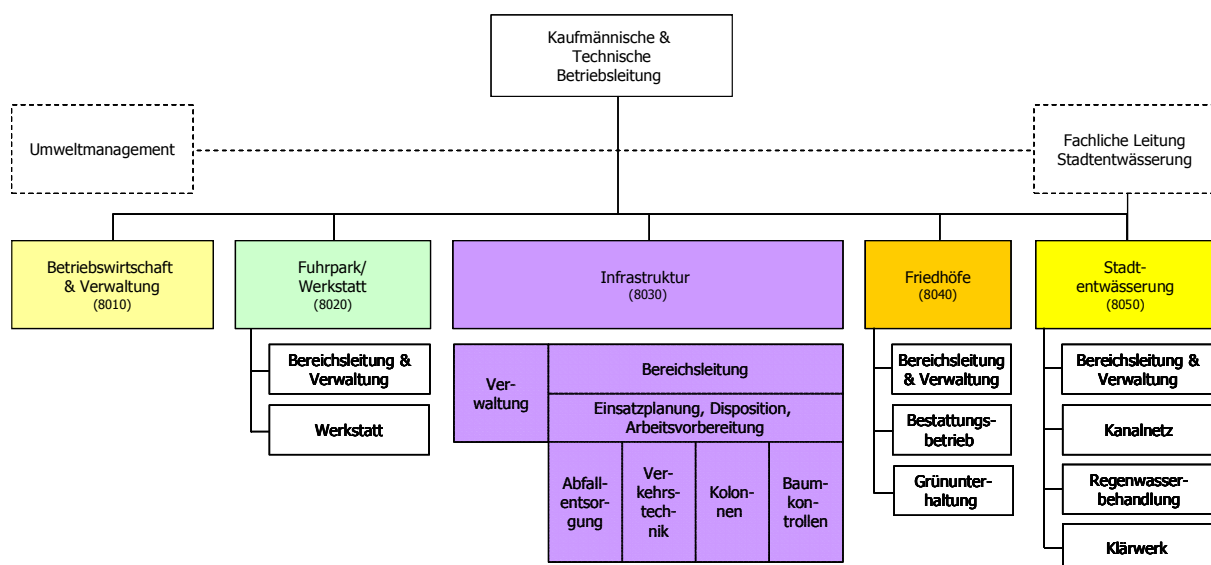 Kaufmännische &
Technische
Betriebsleitung
Umweltmanagement
Fachliche Leitung
Stadtentwässerung
Betriebswirtschaft
& Verwaltung
(8010)
Fuhrpark/
Werkstatt
(8020)
Infrastruktur
(8030)
Friedhöfe
(8040)
Stadt-
entwässerung
(8050)
Bereichsleitung &
Verwaltung
Werkstatt
Ver-
waltung
Bereichsleitung
Einsatzplanung, Disposition,
Arbeitsvorbereitung
Abfall-
entsor-
gung
Ver-
kehrs-
tech-
nik
Kolon-
nen
Baum-
kon-
trollen
Bereichsleitung
& Verwaltung
Bestattungs-
betrieb
Grünunter-
haltung
Bereichsleitung &
Verwaltung
Kanalnetz
Regenwasser-
behandlung
Klärwerk